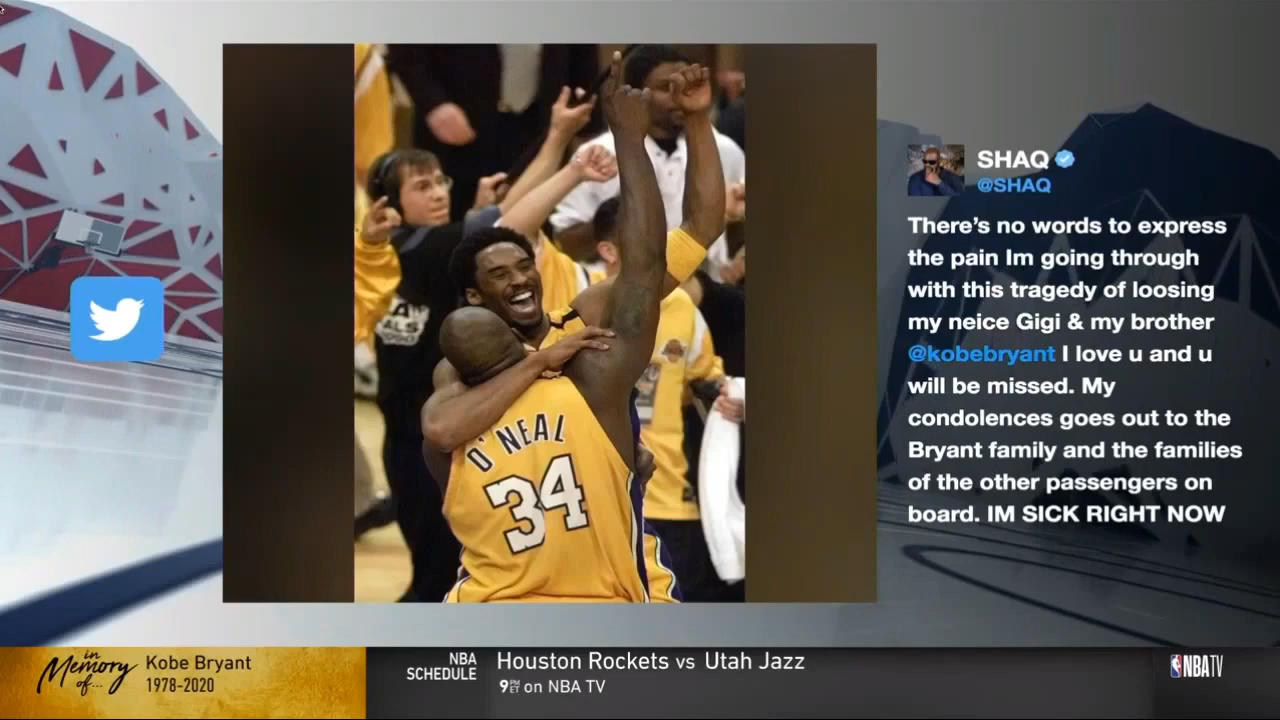 SHAQ
@SHAQ
There's no words to express
the pain Im going through
with this tragedy of loosing
my neice Gigi & my brother
@kobebryant I love u and u
will be missed. My
condolences goes out to the
Bryant family and the families
of the other passengers on
board. IM SICK RIGHT NOW
O'NEAL
34
in
Memory
of...
Kobe Bryant
1978-2020
NBA
SCHEDULE
Houston Rockets vs Utah Jazz
9PM ET on NBA TV
NBA TV